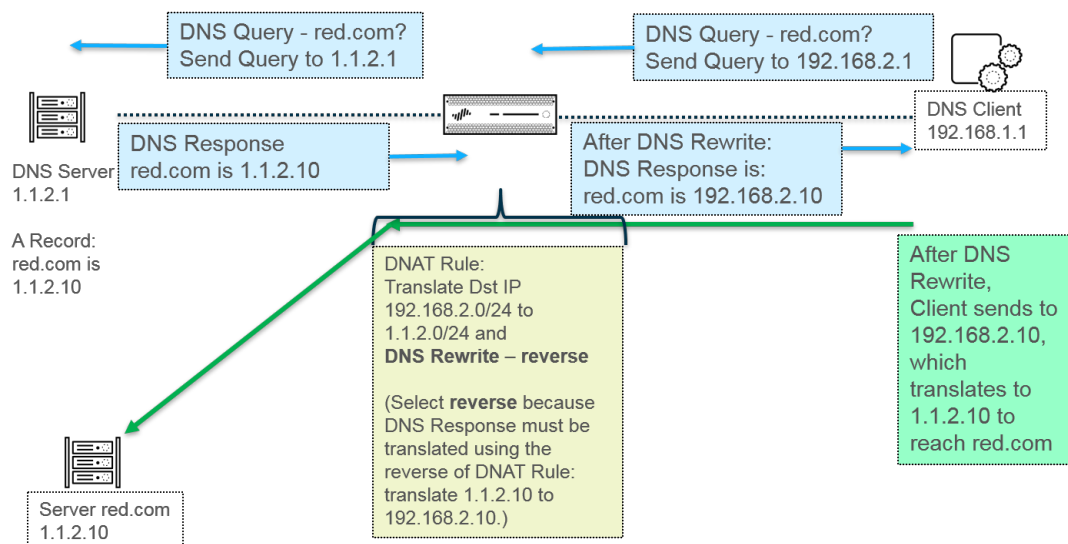 DNS Query - red.com?
Send Query to 1.1.2.1
DNS Query - red.com?
Send Query to 192.168.2.1
DNS Client
192.168.1.1
DNS Server
1.1.2.1
A Record:
red.com is
1.1.2.10
DNS Response
red.com is 1.1.2.10
After DNS Rewrite:
DNS Response is:
red.com is 192.168.2.10
DNAT Rule:
Translate Dst IP
192.168.2.0/24 to
1.1.2.0/24 and
DNS Rewrite – reverse
(Select reverse because
DNS Response must be
translated using the
reverse of DNAT Rule:
translate 1.1.2.10 to
192.168.2.10.)
After DNS
Rewrite,
Client sends to
192.168.2.10,
which
translates to
1.1.2.10 to
reach red.com
Server red.com
1.1.2.10